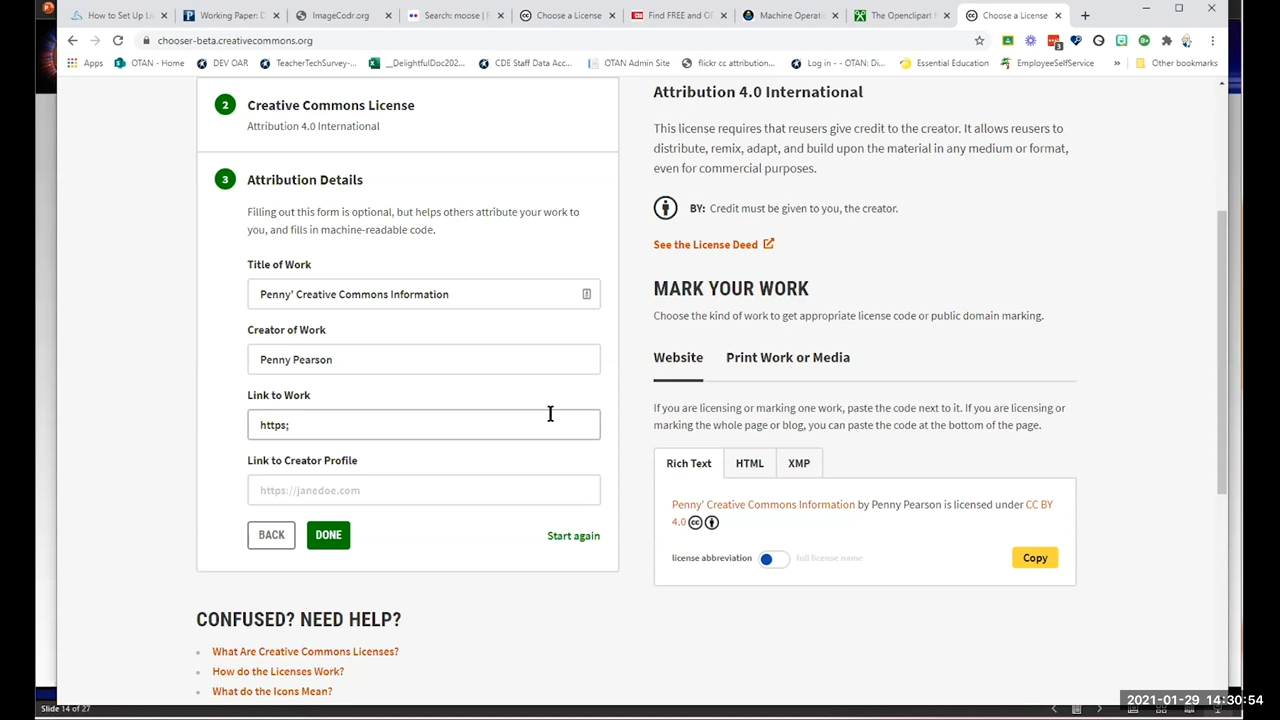 How to Set Up Li
Working Paper: D
ImageCodr.org
Search: moose | F
Choose a License
Find FREE and OF
Machine Operati
The Openclipart
Choose a License
chooser-beta.creativecommons.org
Apps
OTAN - Home
DEV OAR
TeacherTechSurvey-...
_DelightfulDoc202...
CDE Staff Data Acc...
OTAN Admin Site
flickr cc attribution...
Log in -- OTAN: Di...
Essential Education
EmployeeSelfService
»
Other bookmarks
2 Creative Commons License
Attribution 4.0 International
3 Attribution Details
Filling out this form is optional, but helps others attribute your work to
you, and fills in machine-readable code.
Title of Work
Penny' Creative Commons Information
Creator of Work
Penny Pearson
Link to Work
https;
Link to Creator Profile
https://janedoe.com
BACK DONE Start again
CONFUSED? NEED HELP?
What Are Creative Commons Licenses?
How do the Licenses Work?
What do the Icons Mean?
Attribution 4.0 International
This license requires that reusers give credit to the creator. It allows reusers to
distribute, remix, adapt, and build upon the material in any medium or format,
even for commercial purposes.
BY: Credit must be given to you, the creator.
See the License Deed
MARK YOUR WORK
Choose the kind of work to get appropriate license code or public domain marking.
Website Print Work or Media
If you are licensing or marking one work, paste the code next to it. If you are licensing or
marking the whole page or blog, you can paste the code at the bottom of the page.
Rich Text HTML XMP
Penny' Creative Commons Information by Penny Pearson is licensed under CC BY
4.0
license abbreviation full license name Copy
Slide 14 of 27
2021-01-29 14:30:54